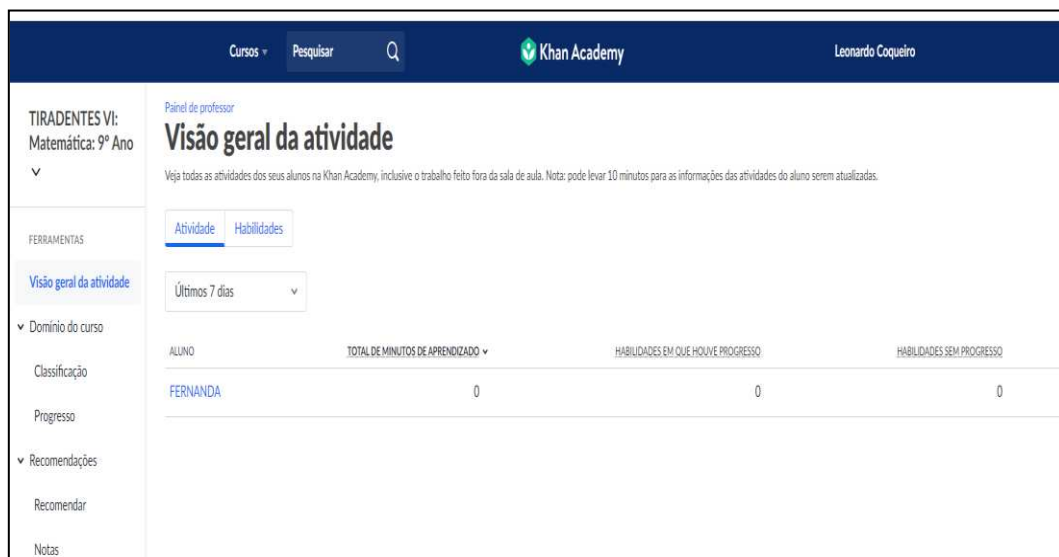 Cursos
Pesquisar
Khan Academy
Leonardo Coqueiro
TIRADENTES VI:
Matemática: 9º Ano
FERRAMENTAS
Visão geral da atividade
Domínio do curso
Classificação
Progresso
Recomendações
Recomendar
Notas
Painel de professor
Visão geral da atividade
Veja todas as atividades dos seus alunos na Khan Academy, inclusive o trabalho feito fora da sala de aula. Nota: pode levar 10 minutos para as informações das atividades do aluno serem atualizadas.
Atividade Habilidades
Últimos 7 dias
ALUNO TOTAL DE MINUTOS DE APRENDIZADO HABILIDADES EM QUE HOUVE PROGRESSO HABILIDADES SEM PROGRESSO
FERNANDA 0 0 0